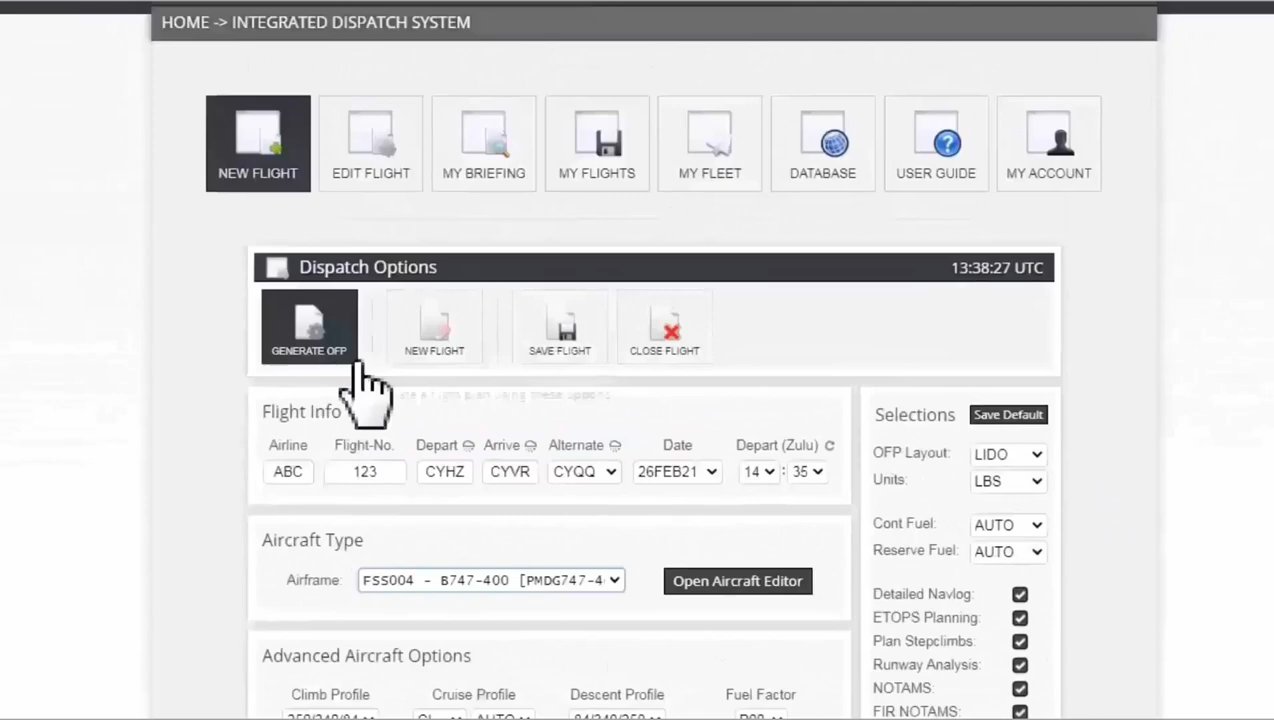 HOME -> INTEGRATED DISPATCH SYSTEM
NEW FLIGHT EDIT FLIGHT MY BRIEFING MY FLIGHTS MY FLEET DATABASE USER GUIDE MY ACCOUNT
Dispatch Options 13:38:27 UTC
GENERATE OFP NEW FLIGHT SAVE FLIGHT CLOSE FLIGHT
Flight Info
Airline Flight-No. Depart Arrive Alternate Date Depart (Zulu)
ABC 123 CYHZ CYVR CYQQ 26FEB21 14 : 35
Aircraft Type
Airframe: FSS004 - B747-400 [PMDG747-4 Open Aircraft Editor
Advanced Aircraft Options
Climb Profile Cruise Profile Descent Profile Fuel Factor
AUTO
Selections Save Default
OFP Layout: LIDO
Units: LBS
Cont Fuel: AUTO
Reserve Fuel: AUTO
Detailed Navlog:
ETOPS Planning:
Plan Stepclimbs:
Runway Analysis:
NOTAMS:
FIR NOTAMS: